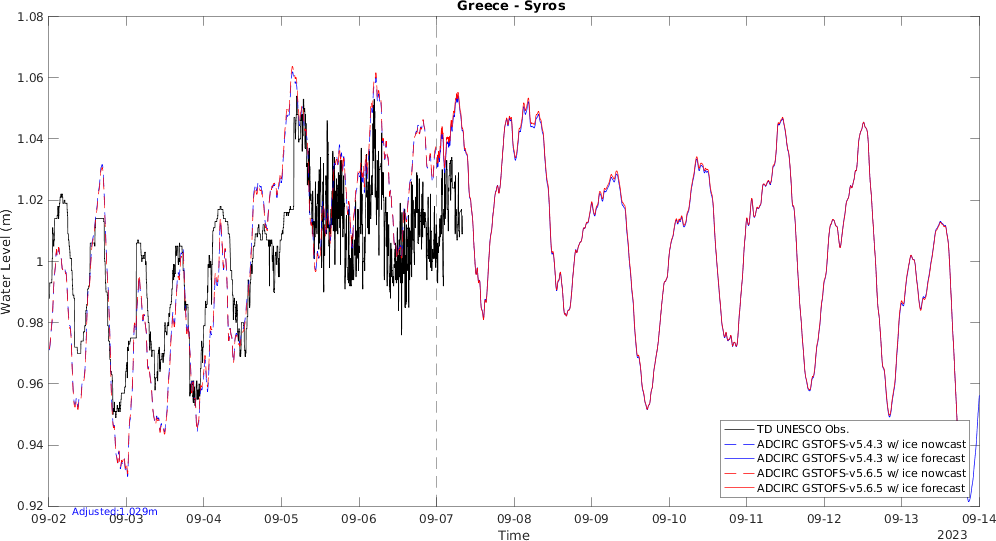 Greece - Syros
1.08
1.06
1.04
1.02
1
0.98
0.96
0.94
0.92
Water Level (m)
TD UNESCO Obs.
ADCIRC GSTOFS-v5.4.3 w/ ice nowcast
ADCIRC GSTOFS-v5.4.3 w/ ice forecast
ADCIRC GSTOFS-v5.6.5 w/ ice nowcast
ADCIRC GSTOFS-v5.6.5 w/ ice forecast
Adjusted:1.029m
09-02 09-03 09-04 09-05 09-06 09-07 09-08 09-09 09-10 09-11 09-12 09-13 09-14
Time
2023